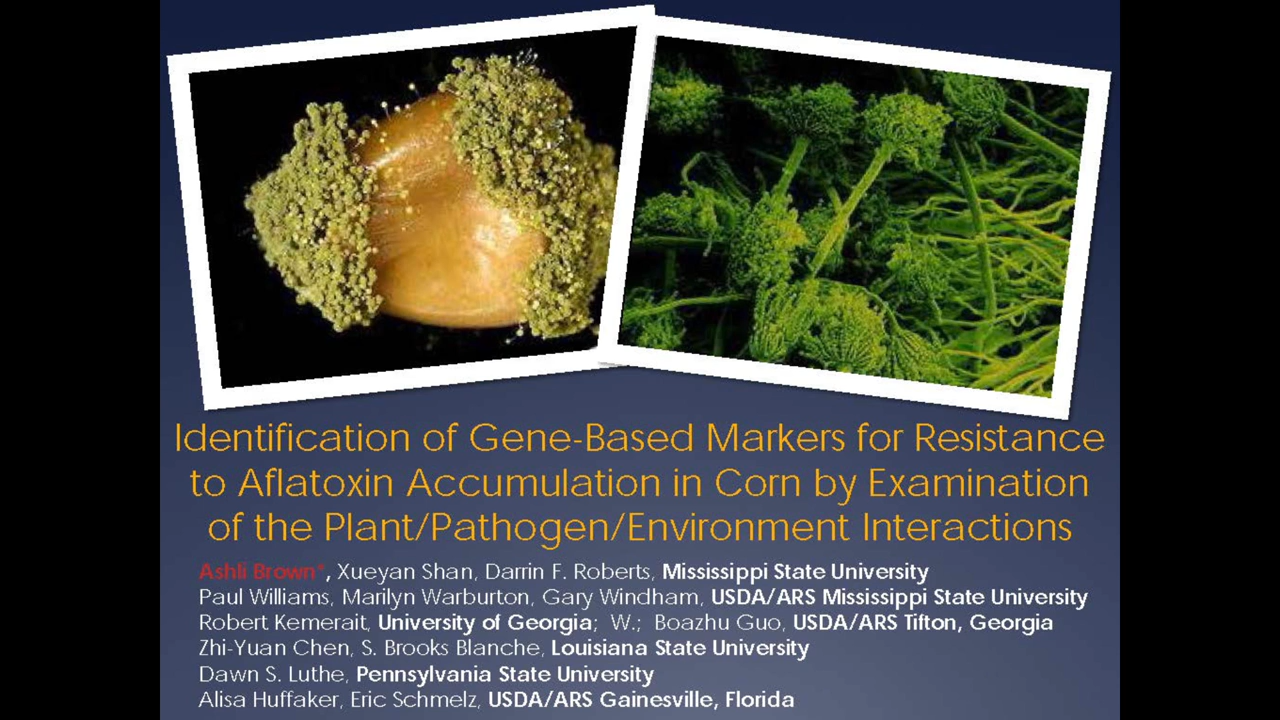 Identification of Gene-Based Markers for Resistance
to Aflatoxin Accumulation in Corn by Examination
of the Plant/Pathogen/Environment Interactions
Ashli Brown*, Xueyan Shan, Darrin F. Roberts, Mississippi State University
Paul Williams, Marilyn Warburton, Gary Windham, USDA/ARS Mississippi State University
Robert Kemerait, University of Georgia;  W.;  Boazhu Guo, USDA/ARS Tifton, Georgia
Zhi-Yuan Chen, S. Brooks Blanche, Louisiana State University
Dawn S. Luthe, Pennsylvania State University
Alisa Huffaker, Eric Schmelz, USDA/ARS Gainesville, Florida